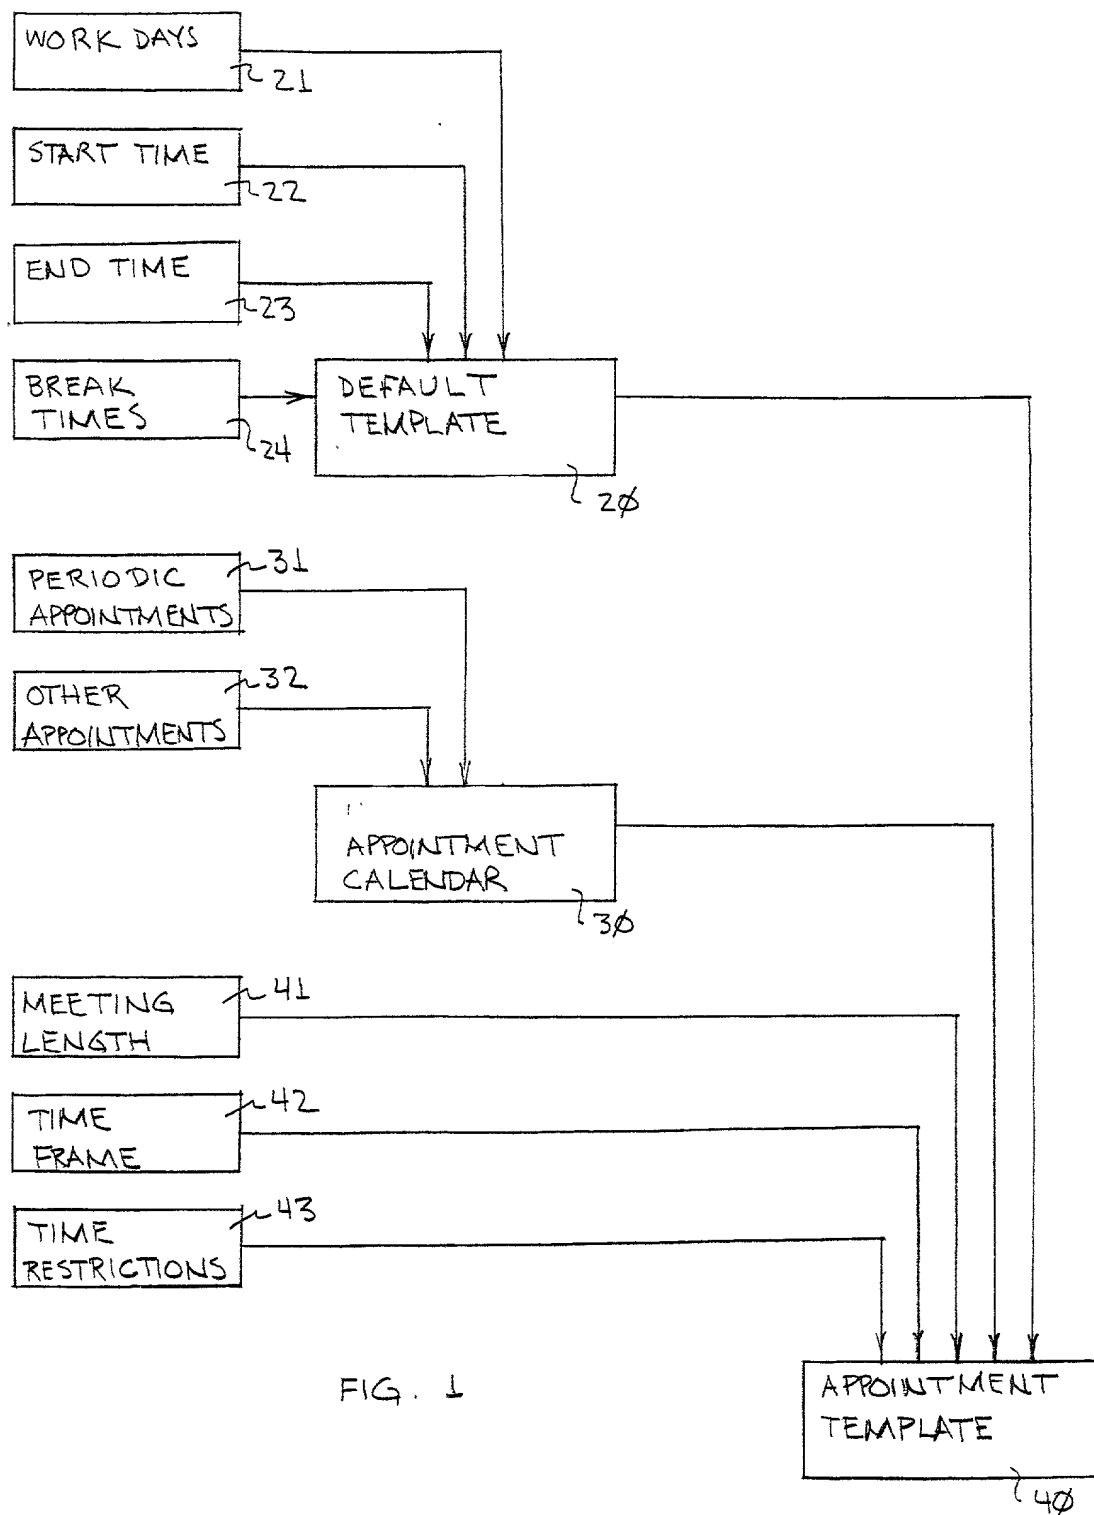 WORK DAYS
21
START TIME
22
END TIME
23
BREAK
TIMES
24
DEFAULT
TEMPLATE
20
PERIODIC
APPOINTMENTS
31
OTHER
APPOINTMENTS
32
APPOINTMENT
CALENDAR
30
MEETING
LENGTH
41
TIME
FRAME
42
TIME
RESTRICTIONS
43
FIG. 1
APPOINTMENT
TEMPLATE
40